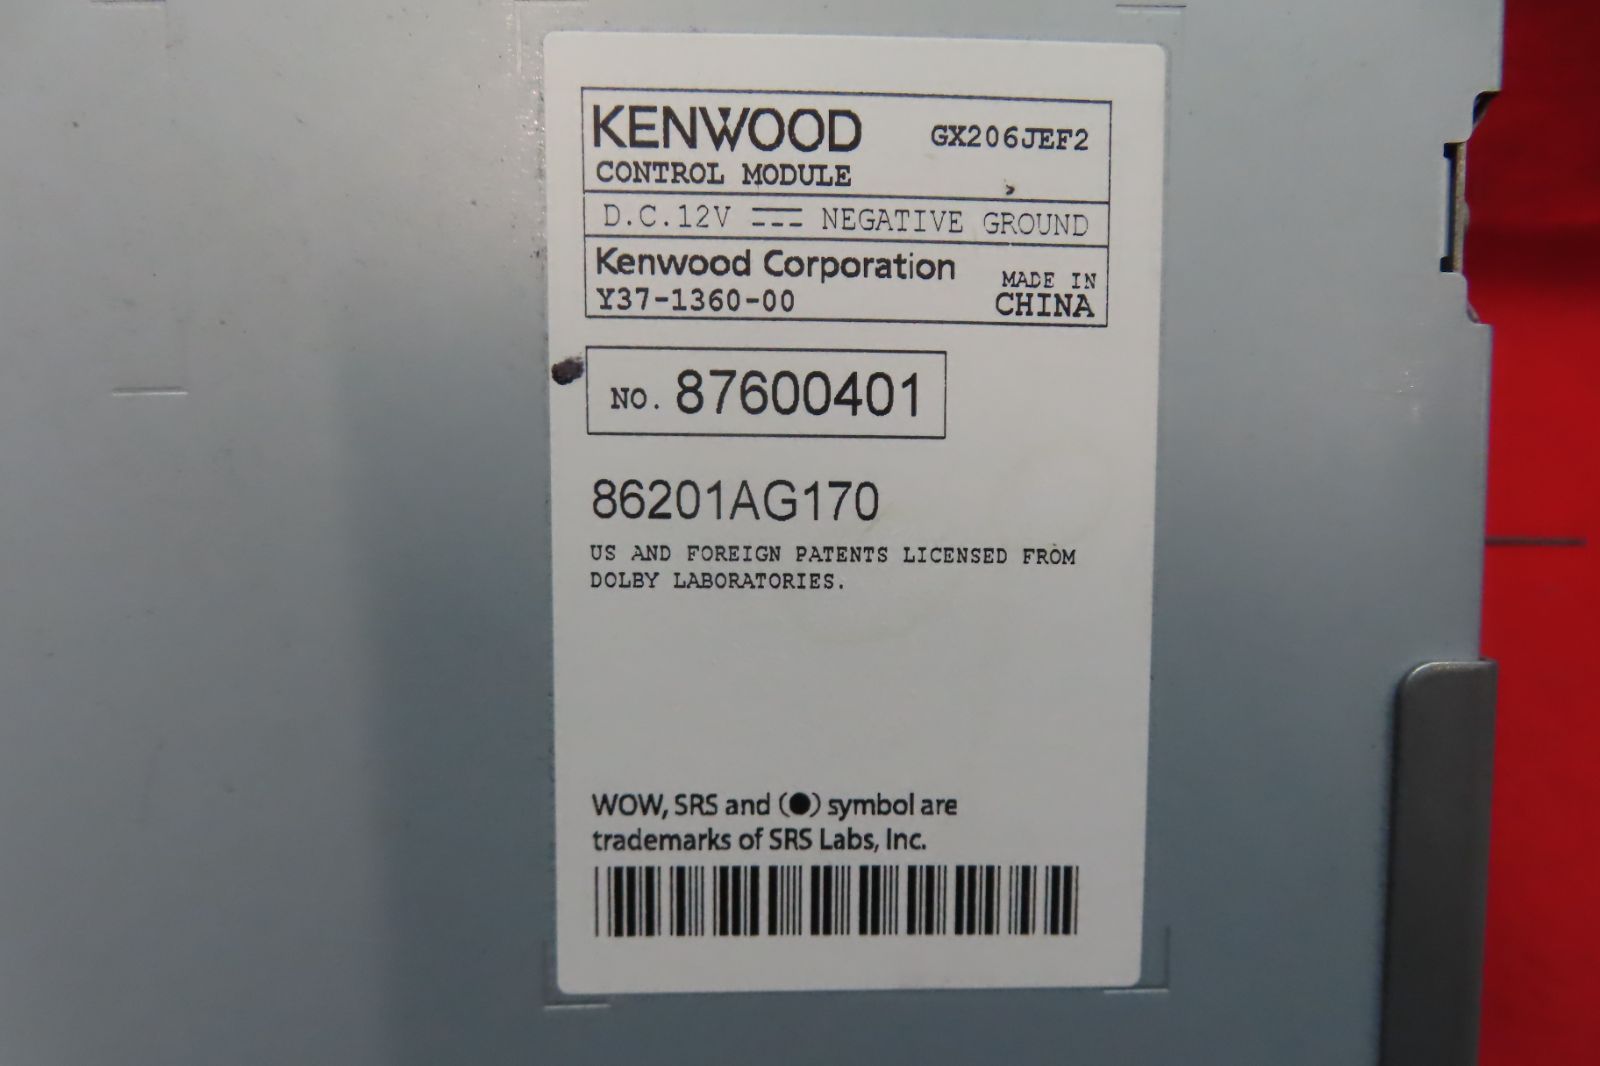 KENWOOD GX206JEF2
CONTROL MODULE
D.C.12V NEGATIVE GROUND
Kenwood Corporation MADE IN
Y37-1360-00 CHINA
NO. 87600401
86201AG170
US AND FOREIGN PATENTS LICENSED FROM
DOLBY LABORATORIES.
WOW, SRS and (●) symbol are
trademarks of SRS Labs, Inc.